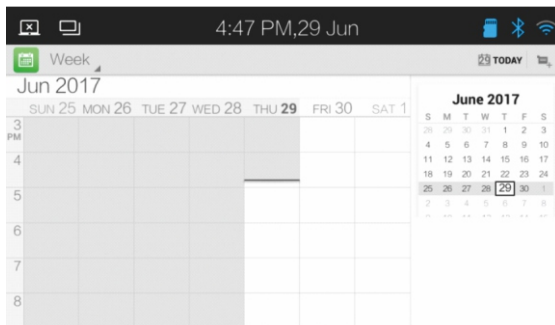 4:47 PM,29 Jun
Week
29 TODAY
Jun 2017
SUN 25 MON 26 TUE 27 WED 28 THU 29 FRI 30 SAT 1
3
PM
4
5
6
7
8
June 2017
S M T W T F S
28 29 30 31 1 2 3
4 5 6 7 8 9 10
11 12 13 14 15 16 17
18 19 20 21 22 23 24
25 26 27 28 29 30 1
2 3 4 5 6 7 8